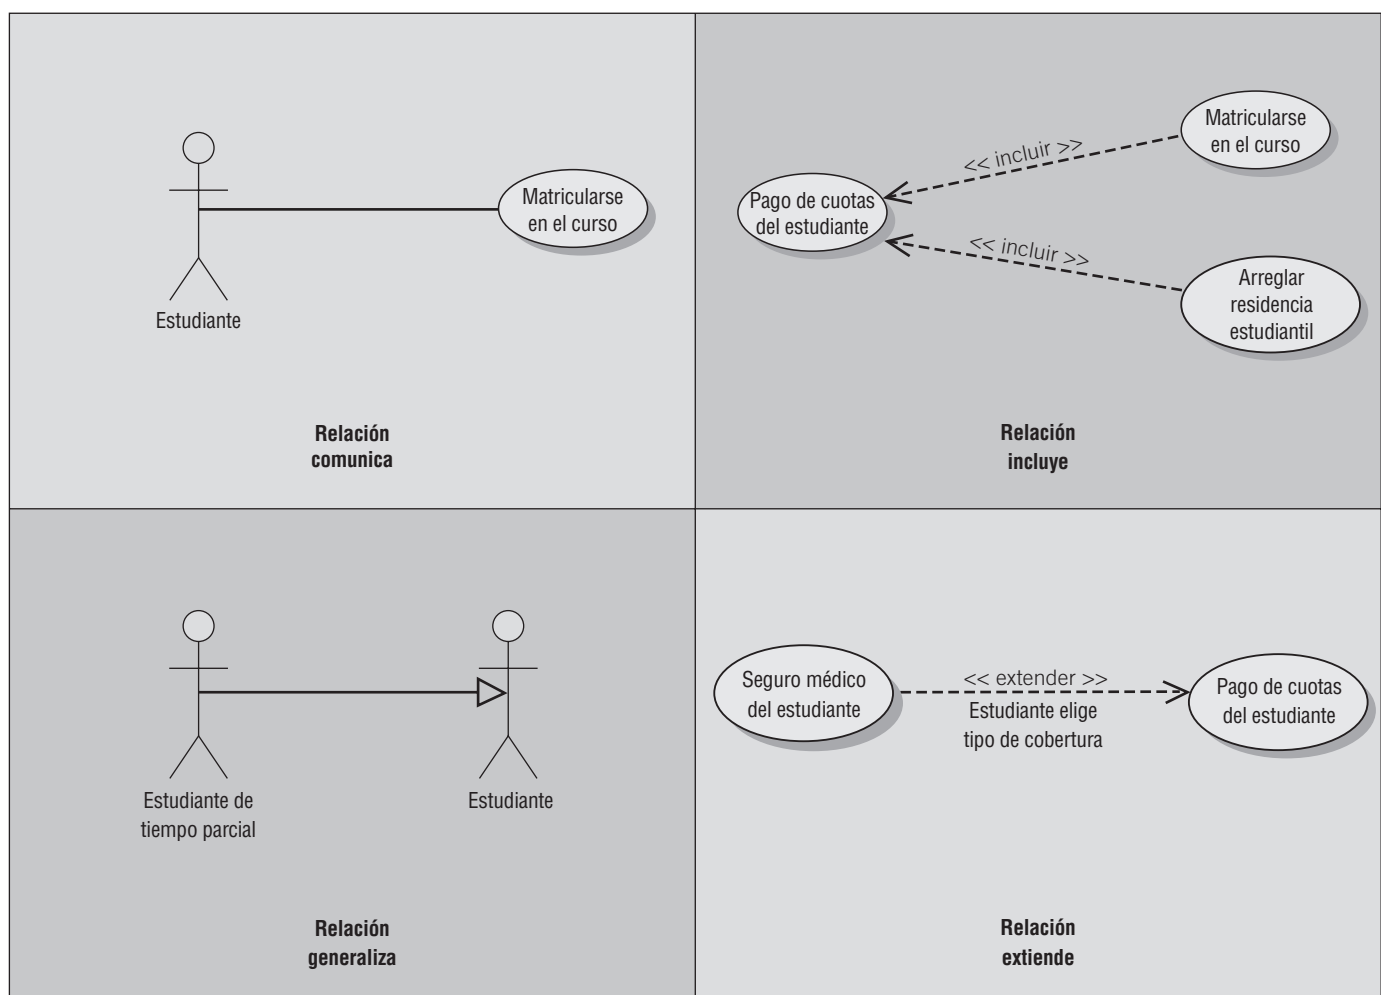 Estudiante
Matricularse
en el curso
Relación
comunica
Pago de cuotas
del estudiante
<< incluir >>
<< incluir >>
Matricularse
en el curso
Arreglar
residencia
estudiantil
Relación
incluye
Estudiante de
tiempo parcial
Estudiante
Relación
generaliza
Seguro médico
del estudiante
<< extender >>
Estudiante elige
tipo de cobertura
Pago de cuotas
del estudiante
Relación
extiende